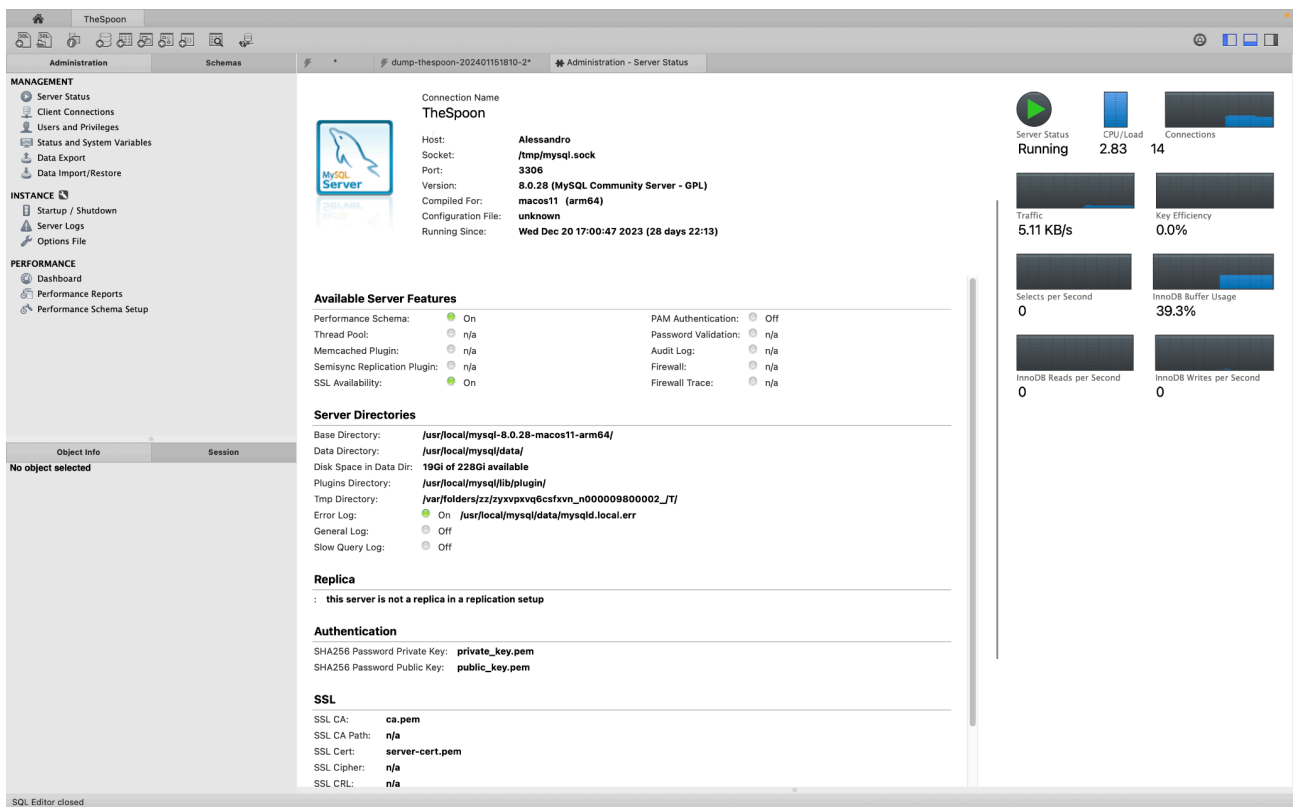 TheSpoon
Administration
Schemas
*
dump-thespoon-202401151810-2*
Administration - Server Status
MANAGEMENT
Server Status
Client Connections
Users and Privileges
Status and System Variables
Data Export
Data Import/Restore
INSTANCE
Startup / Shutdown
Server Logs
Options File
PERFORMANCE
Dashboard
Performance Reports
Performance Schema Setup
Object Info
Session
No object selected
MySQL
Server
Connection Name
TheSpoon
Host: Alessandro
Socket: /tmp/mysql.sock
Port: 3306
Version: 8.0.28 (MySQL Community Server - GPL)
Compiled For: macos11 (arm64)
Configuration File: unknown
Running Since: Wed Dec 20 17:00:47 2023 (28 days 22:13)
Available Server Features
Performance Schema: On PAM Authentication: Off
Thread Pool: n/a Password Validation: n/a
Memcached Plugin: n/a Audit Log: n/a
Semisync Replication Plugin: n/a Firewall: n/a
SSL Availability: On Firewall Trace: n/a
Server Directories
Base Directory: /usr/local/mysql-8.0.28-macos11-arm64/
Data Directory: /usr/local/mysql/data/
Disk Space in Data Dir: 19Gi of 228Gi available
Plugins Directory: /usr/local/mysql/lib/plugin/
Tmp Directory: /var/folders/zz/zyxvpxvq6csfxvn_n000009800002_/T/
Error Log: On /usr/local/mysql/data/mysqld.local.err
General Log: Off
Slow Query Log: Off
Replica
: this server is not a replica in a replication setup
Authentication
SHA256 Password Private Key: private_key.pem
SHA256 Password Public Key: public_key.pem
SSL
SSL CA: ca.pem
SSL CA Path: n/a
SSL Cert: server-cert.pem
SSL Cipher: n/a
SSL CRL: n/a
Server Status CPU/Load Connections
Running 2.83 14
Traffic Key Efficiency
5.11 KB/s 0.0%
Selects per Second InnoDB Buffer Usage
0 39.3%
InnoDB Reads per Second InnoDB Writes per Second
0 0
SQL Editor closed